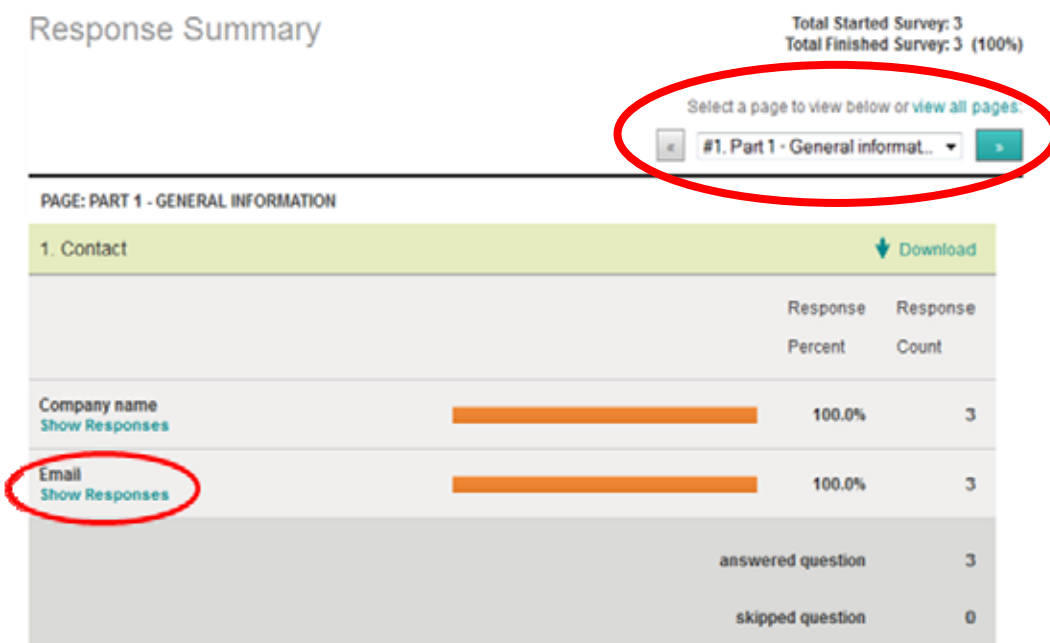 Response Summary
Total Started Survey: 3
Total Finished Survey: 3 (100%)
Select a page to view below or view all pages:
« #1. Part 1 - General informat... »
PAGE: PART 1 - GENERAL INFORMATION
1. Contact Download
Response Response
Percent Count
Company name
Show Responses 100.0% 3
Email
Show Responses 100.0% 3
answered question 3
skipped question 0